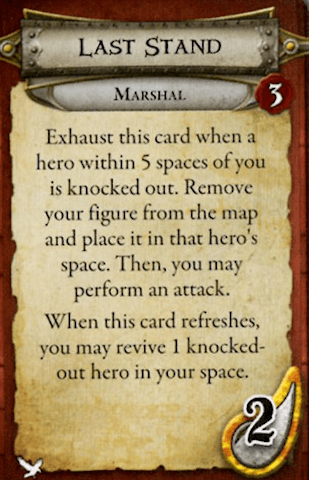 Last Stand
Marshal
3
Exhaust this card when a
hero within 5 spaces of you
is knocked out. Remove
your figure from the map
and place it in that hero's
space. Then, you may
perform an attack.
When this card refreshes,
you may revive 1 knocked-
out hero in your space.
2